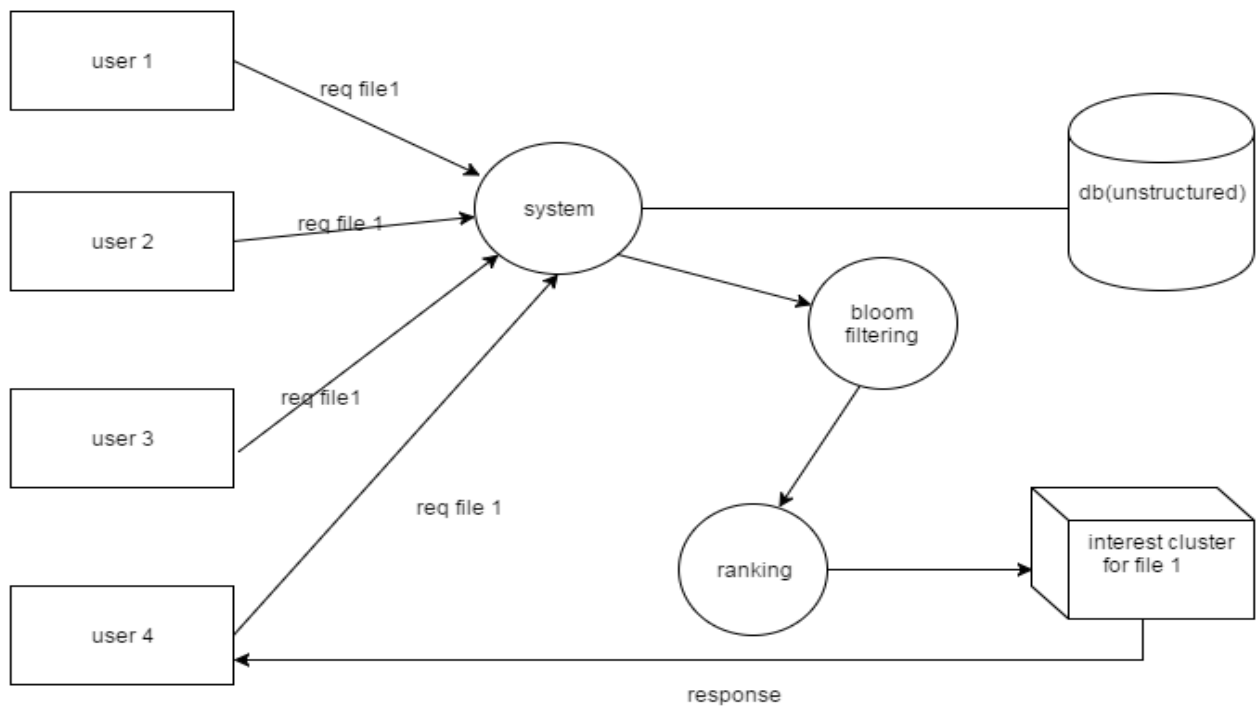 user 1
req file1
user 2
req file 1
system
db(unstructured)
bloom
filtering
user 3
req file1
req file 1
ranking
interest cluster
for file 1
user 4
response